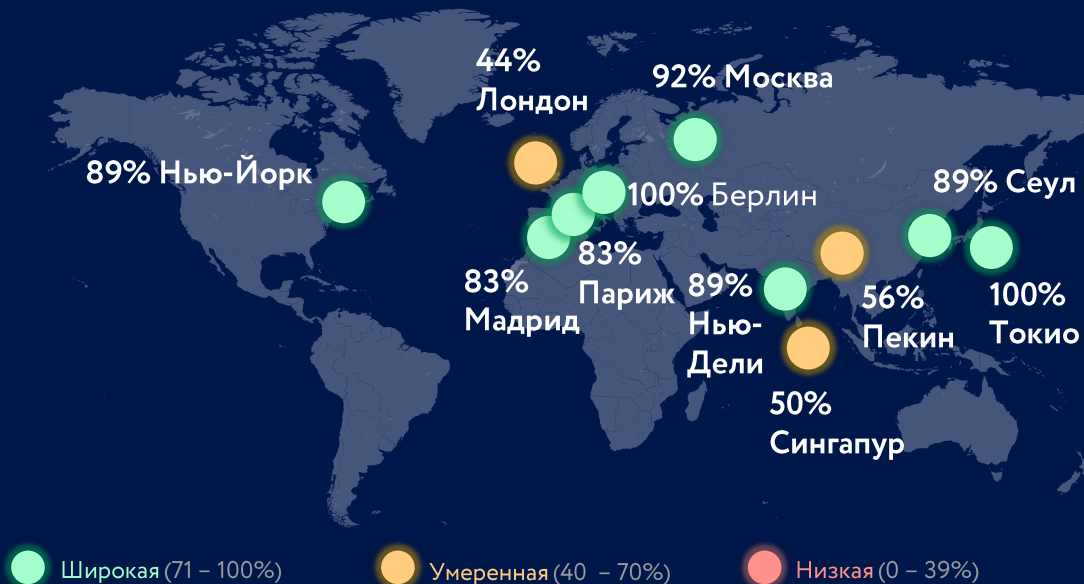 44%
Лондон
92% Москва
89% Нью-Йорк
89% Сеул
100% Берлин
83%
Париж
83%
Мадрид
89%
Нью-
Дели
56%
Пекин
100%
Токио
50%
Сингапур
Широкая (71 – 100%)
Умеренная (40 – 70%)
Низкая (0 – 39%)